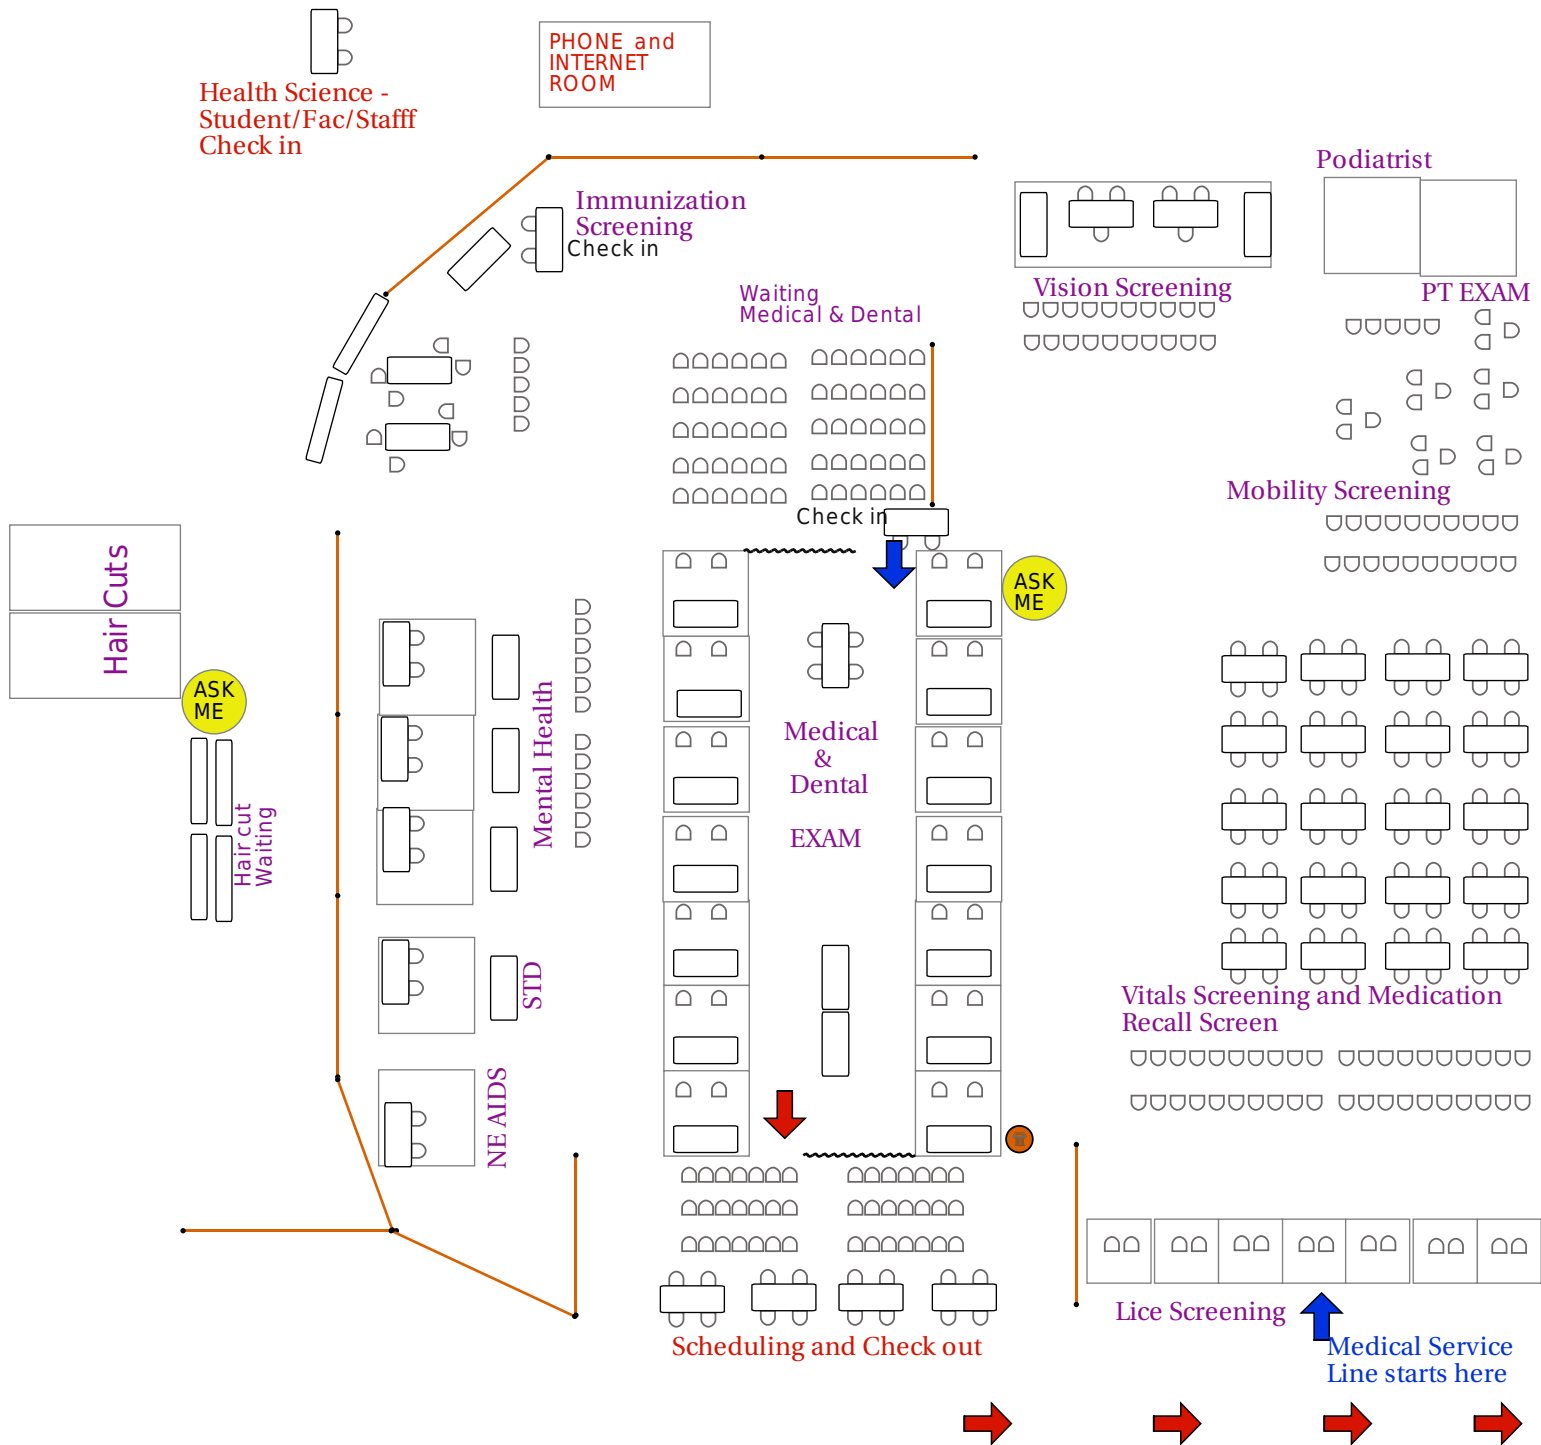 PHONE and
INTERNET
ROOM
Health Science -
Student/Fac/Stafff
Check in
Immunization
Screening
Check in
Podiatrist
Vision Screening
PT EXAM
Waiting
Medical & Dental
Mobility Screening
Check in
Hair Cuts
ASK
ME
ASK
ME
Mental Health
Medical
&
Dental
EXAM
Hair cut
Waiting
STD
Vitals Screening and Medication
Recall Screen
NE AIDS
Lice Screening
Scheduling and Check out
Medical Service
Line starts here